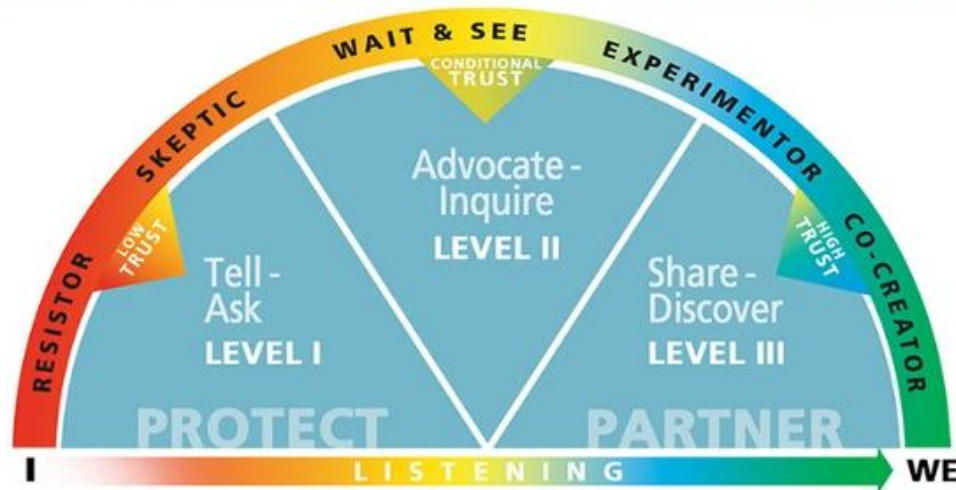 WAIT & SEE
SKEPTIC
EXPERIMENTOR
RESISTOR
CO-CREATOR
CONDITIONAL
TRUST
LOW
TRUST
HIGH
TRUST
Advocate -
Inquire
LEVEL II
Tell -
Ask
LEVEL I
Share -
Discover
LEVEL III
PROTECT
PARTNER
I LISTENING WE